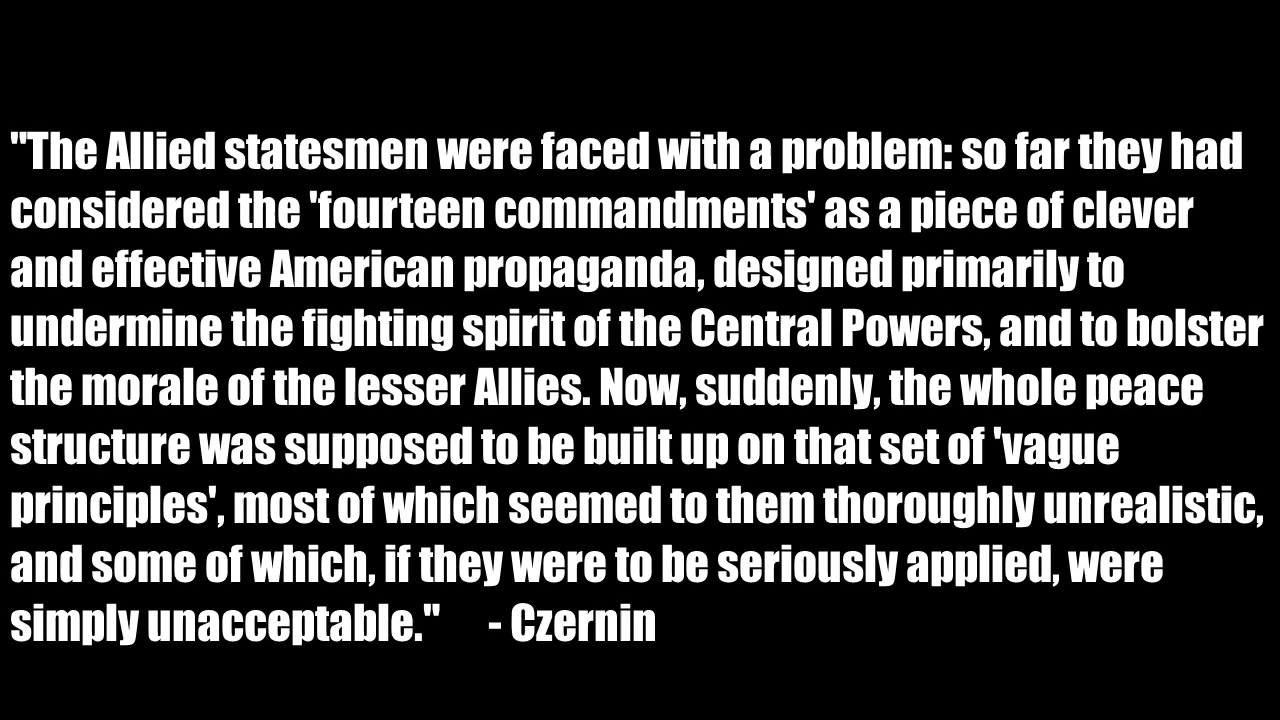 "The Allied statesmen were faced with a problem: so far they had
considered the 'fourteen commandments' as a piece of clever
and effective American propaganda, designed primarily to
undermine the fighting spirit of the Central Powers, and to bolster
the morale of the lesser Allies. Now, suddenly, the whole peace
structure was supposed to be built up on that set of 'vague
principles', most of which seemed to them thoroughly unrealistic,
and some of which, if they were to be seriously applied, were
simply unacceptable." - Czernin